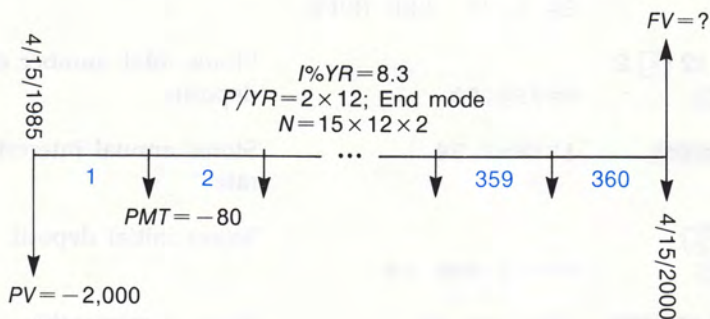 FV=?
4/15/1985
I%YR=8.3
P/YR=2×12; End mode
N=15×12×2
...
1
2
359
360
PMT=−80
4/15/2000
PV=−2,000